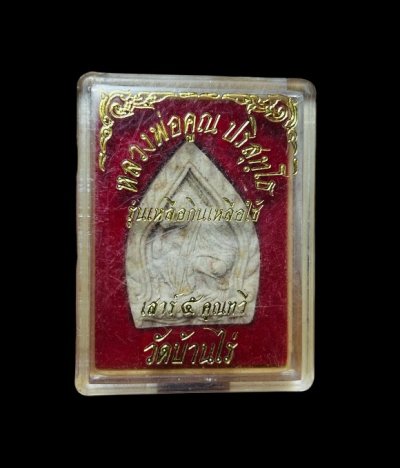 หลวงพ่อคูณ ปริสุทฺโธ
รุ่นเหลือกินเหลือใช้
เสาร์ ๕ คูณทวี
วัดบ้านไร่